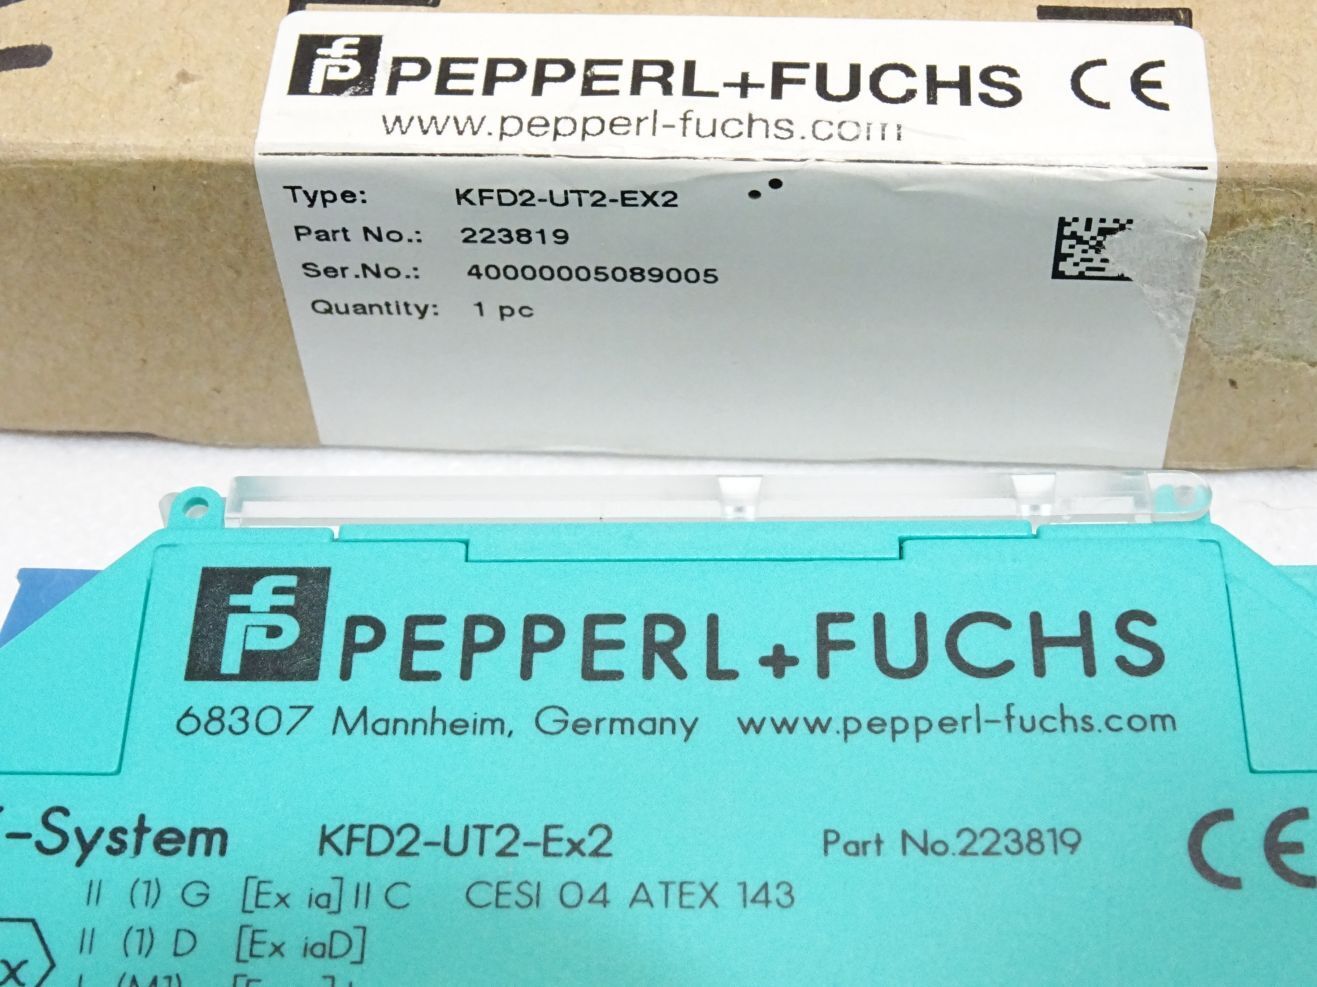 PEPPERL+FUCHS CE
www.pepperl-fuchs.com
Type: KFD2-UT2-EX2
Part No.: 223819
Ser.No.: 40000005089005
Quantity: 1 pc
PEPPERL+FUCHS
68307 Mannheim, Germany www.pepperl-fuchs.com
-System KFD2-UT2-Ex2 Part No.223819 CE
II (1) G [Ex ia] II C CESI 04 ATEX 143
II (1) D [Ex iaD]